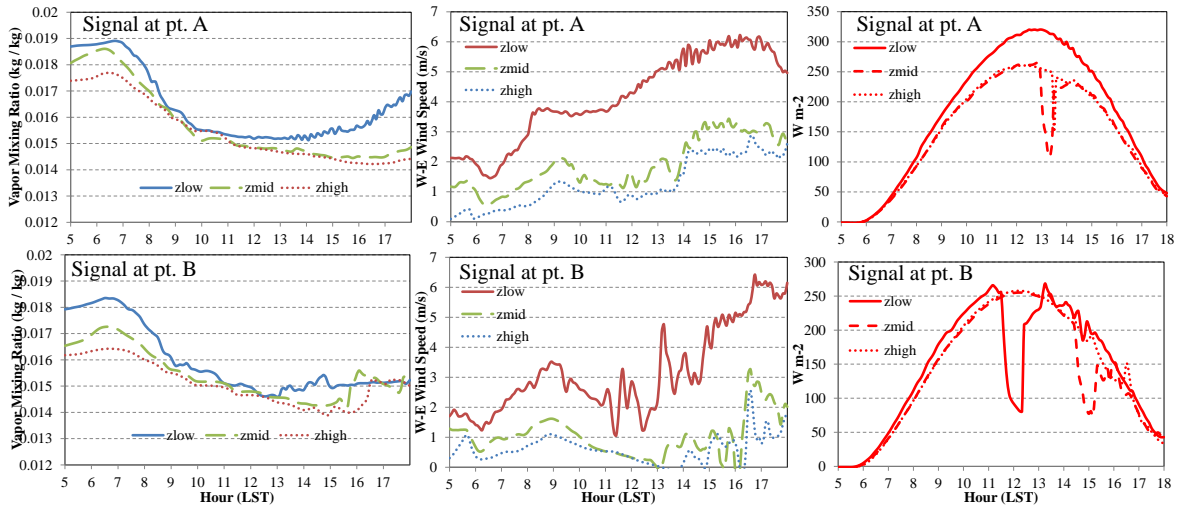 Signal at pt. A
Vapor Mixing Ratio (kg / kg)
0.02
0.019
0.018
0.017
0.016
0.015
0.014
0.013
0.012
zlow zmid zhigh
5 6 7 8 9 10 11 12 13 14 15 16 17
Signal at pt. A
W-E Wind Speed (m/s)
7
6
5
4
3
2
1
0
zlow
zmid
zhigh
5 6 7 8 9 10 11 12 13 14 15 16 17
Signal at pt. A
W m-2
350
300
250
200
150
100
50
0
zlow
zmid
zhigh
5 6 7 8 9 10 11 12 13 14 15 16 17 18
Signal at pt. B
Vapor Mixing Ratio (kg / kg)
0.02
0.019
0.018
0.017
0.016
0.015
0.014
0.013
0.012
zlow zmid zhigh
5 6 7 8 9 10 11 12 13 14 15 16 17
Hour (LST)
Signal at pt. B
W-E Wind Speed (m/s)
7
6
5
4
3
2
1
0
zlow
zmid
zhigh
5 6 7 8 9 10 11 12 13 14 15 16 17
Hour (LST)
Signal at pt. B
W m-2
300
250
200
150
100
50
0
zlow
zmid
zhigh
5 6 7 8 9 10 11 12 13 14 15 16 17 18
Hour (LST)